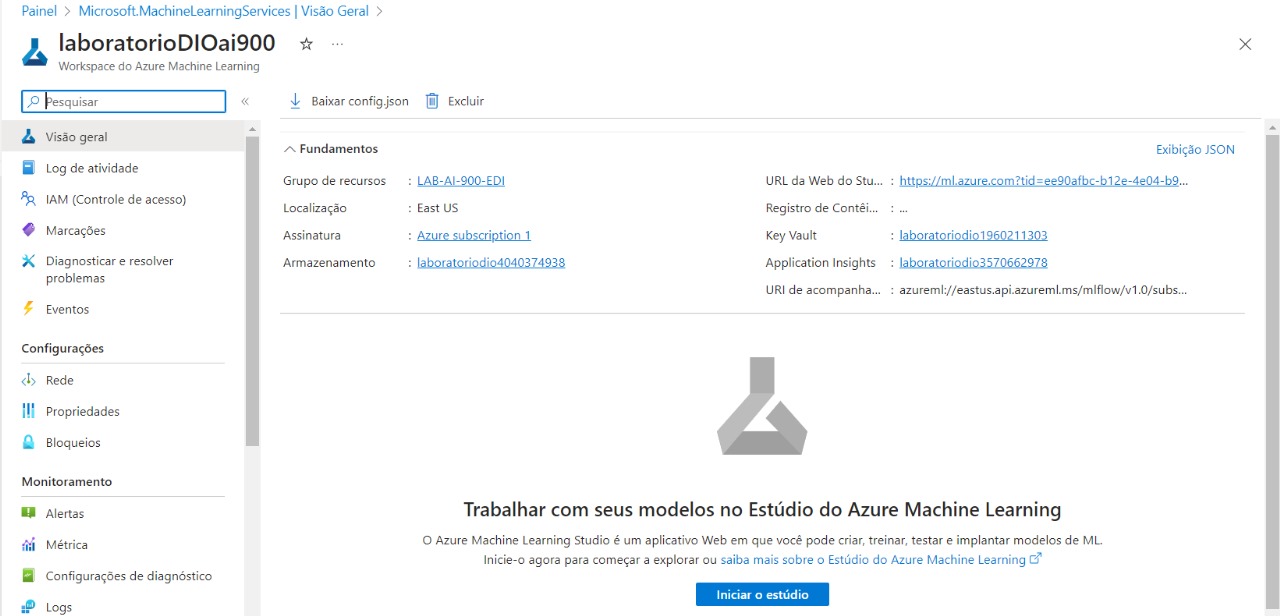 Painel > Microsoft.MachineLearningServices | Visão Geral >
laboratorioDIOai900
Workspace do Azure Machine Learning
Pesquisar
Baixar config.json
Excluir
Visão geral
Log de atividade
IAM (Controle de acesso)
Marcações
Diagnosticar e resolver
problemas
Eventos
Configurações
Rede
Propriedades
Bloqueios
Monitoramento
Alertas
Métrica
Configurações de diagnóstico
Logs
Fundamentos
Exibição JSON
Grupo de recursos : LAB-AI-900-EDI
Localização : East US
Assinatura : Azure subscription 1
Armazenamento : laboratoriodio4040374938
URL da Web do Stu... : https://ml.azure.com?tid=ee90afbc-b12e-4e04-b9...
Registro de Contêi... : ...
Key Vault : laboratoriodio1960211303
Application Insights : laboratoriodio3570662978
URI de acompanha... : azureml://eastus.api.azureml.ms/mlflow/v1.0/subs...
Trabalhar com seus modelos no Estúdio do Azure Machine Learning
O Azure Machine Learning Studio é um aplicativo Web em que você pode criar, treinar, testar e implantar modelos de ML.
Inicie-o agora para começar a explorar ou saiba mais sobre o Estúdio do Azure Machine Learning
Iniciar o estúdio